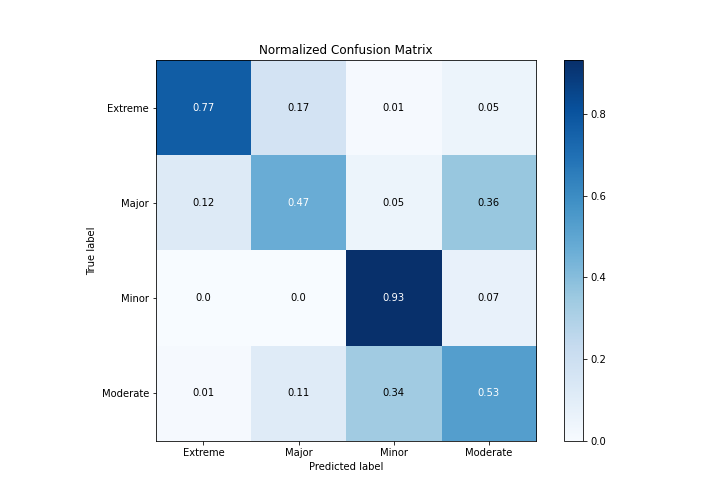 Normalized Confusion Matrix
Extreme 0.77 0.17 0.01 0.05
Major 0.12 0.47 0.05 0.36
Minor 0.0 0.0 0.93 0.07
Moderate 0.01 0.11 0.34 0.53
Extreme Major Minor Moderate
Predicted label
True label
0.8
0.6
0.4
0.2
0.0